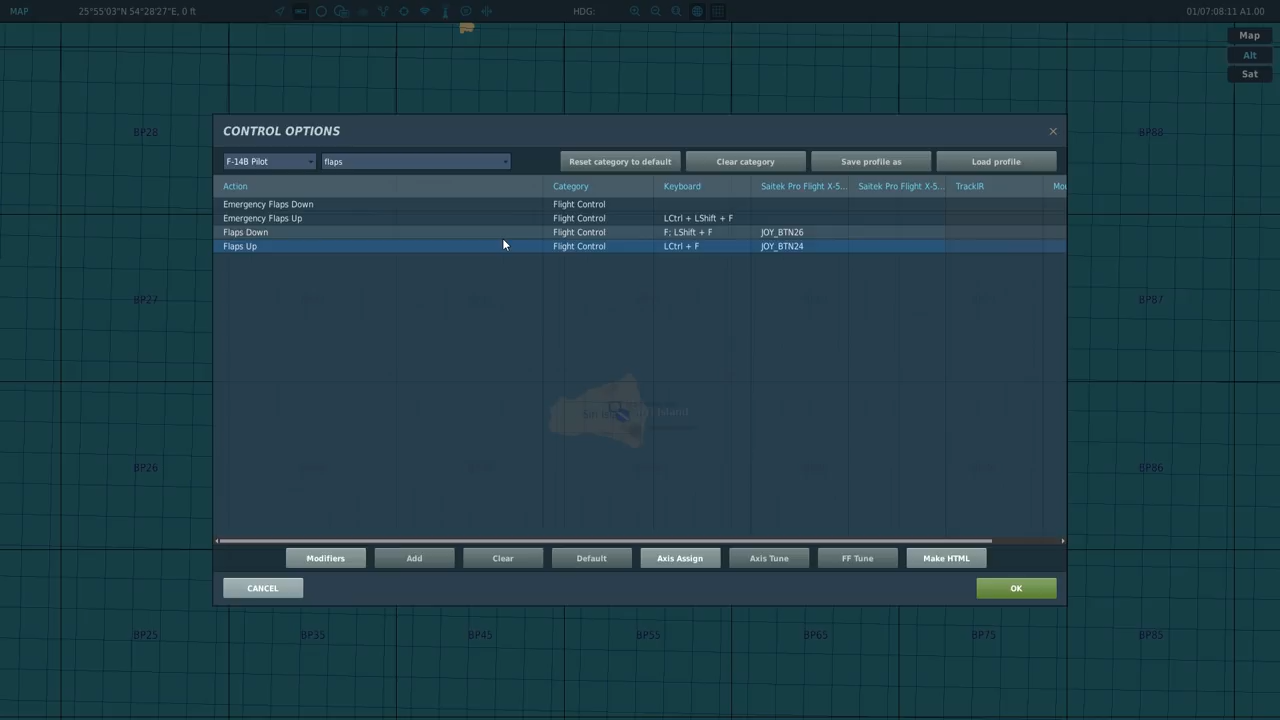 MAP 25°55'03"N 54°28'27"E, 0 ft HDG: 01/07:08:11 A1.00
Map
Alt
Sat
BP28 BP88
CONTROL OPTIONS
F-14B Pilot flaps Reset category to default Clear category Save profile as Load profile
Action Category Keyboard Saitek Pro Flight X-5... Saitek Pro Flight X-5... TrackIR Mou
Emergency Flaps Down Flight Control
Emergency Flaps Up Flight Control LCtrl + LShift + F
Flaps Down Flight Control F; LShift + F JOY_BTN26
Flaps Up Flight Control LCtrl + F JOY_BTN24
BP27 BP87
Island
BP26 BP86
Modifiers Add Clear Default Axis Assign Axis Tune FF Tune Make HTML
CANCEL OK
BP25 BP35 BP45 BP55 BP65 BP75 BP85